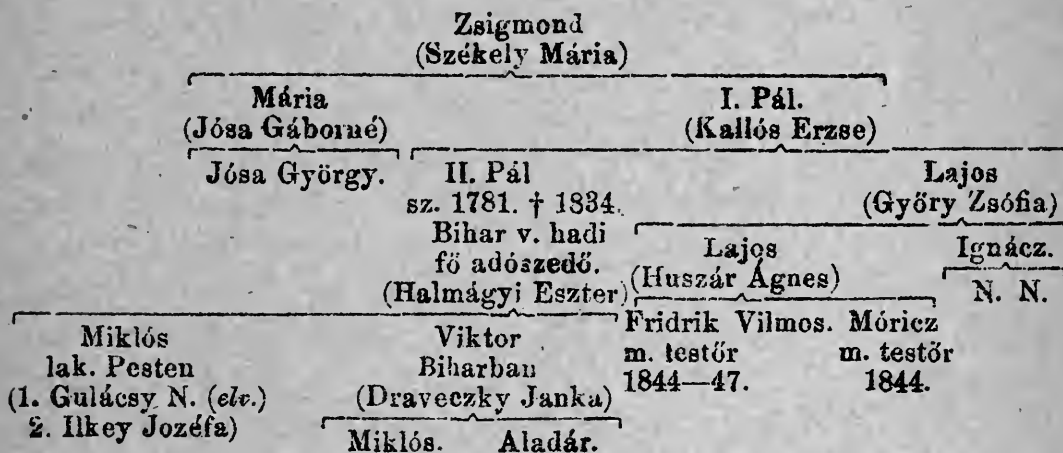 Zsigmond
(Székely Mária)
Mária I. Pál.
(Jósa Gáborné) (Kallós Erzse)
Jósa György. II. Pál Lajos
sz. 1781. † 1834. (Győry Zsófia)
Bihar v. hadi Lajos Ignácz.
fő adószedő. (Huszár Ágnes) N. N.
(Halmágyi Eszter)
Miklós Viktor Fridrik Vilmos. Móricz
lak. Pesten Biharban m. testőr m. testőr
(1. Gulácsy N. (elv.) (Draveczky Janka) 1844—47. 1844.
2. Ilkey Jozéfa) Miklós. Aladár.